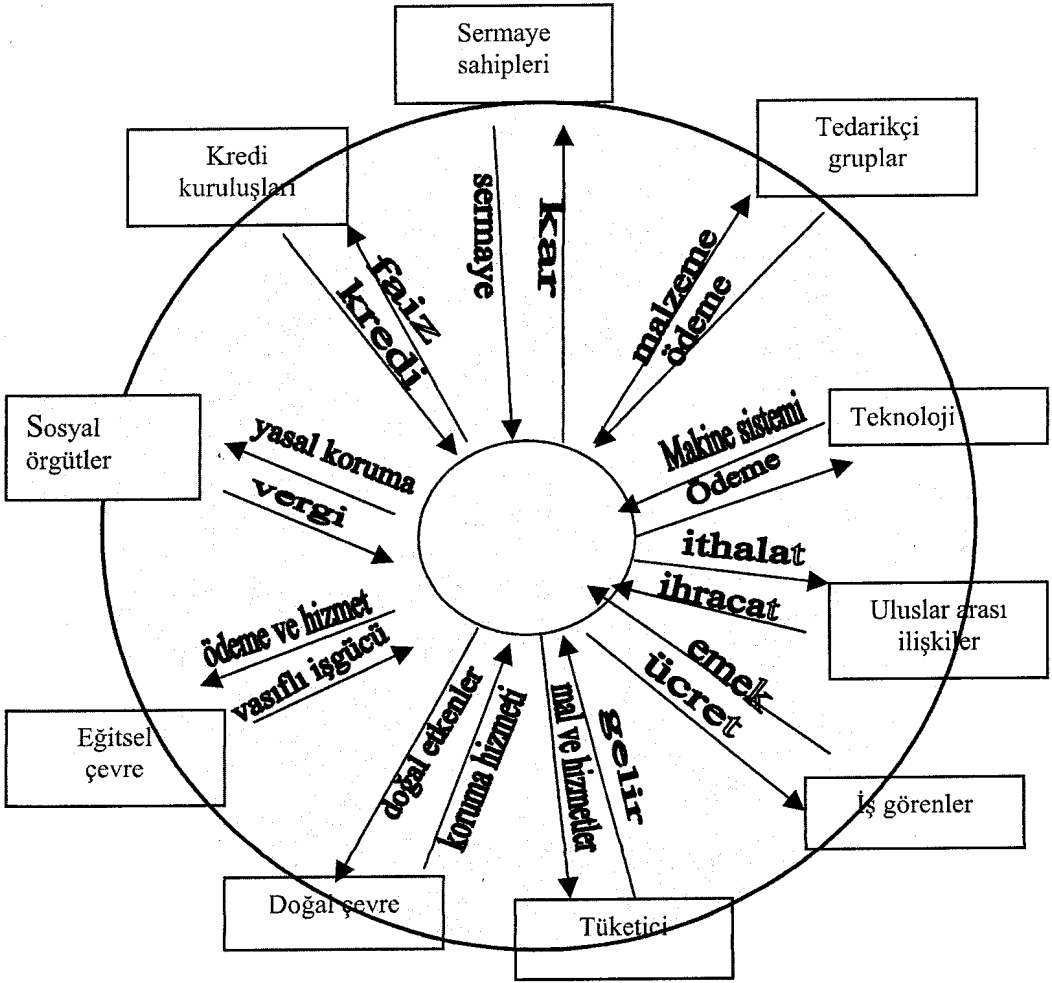 Sermaye
sahipleri
Tedarikçi
gruplar
Kredi
kuruluşları
sermaye
kar
malzeme
ödeme
faiz
kredi
Sosyal
örgütler
yasal koruma
vergi
Makine sistemi
Ödeme
Teknoloji
ithalat
ihracat
Uluslar arası
ilişkiler
ödeme ve hizmet
vasıflı işgücü
emek
ücret
Eğitsel
çevre
doğal etkenler
koruma hizmeti
mal ve hizmetler
gelir
İş görenler
Doğal çevre
Tüketici